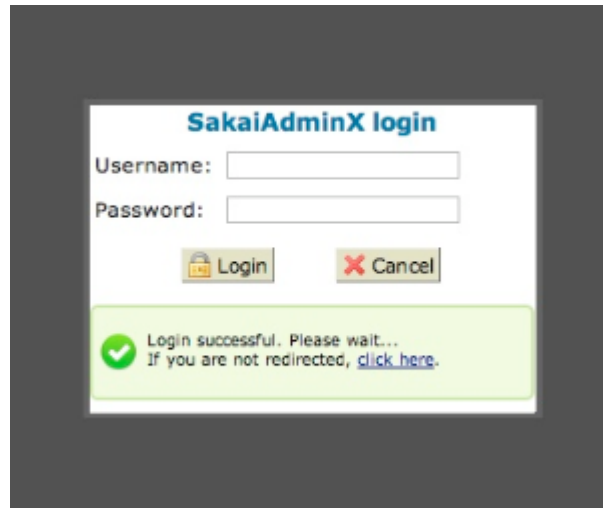 SakaiAdminX login
Username:
Password:
Login
Cancel
Login successful. Please wait...
If you are not redirected, click here.